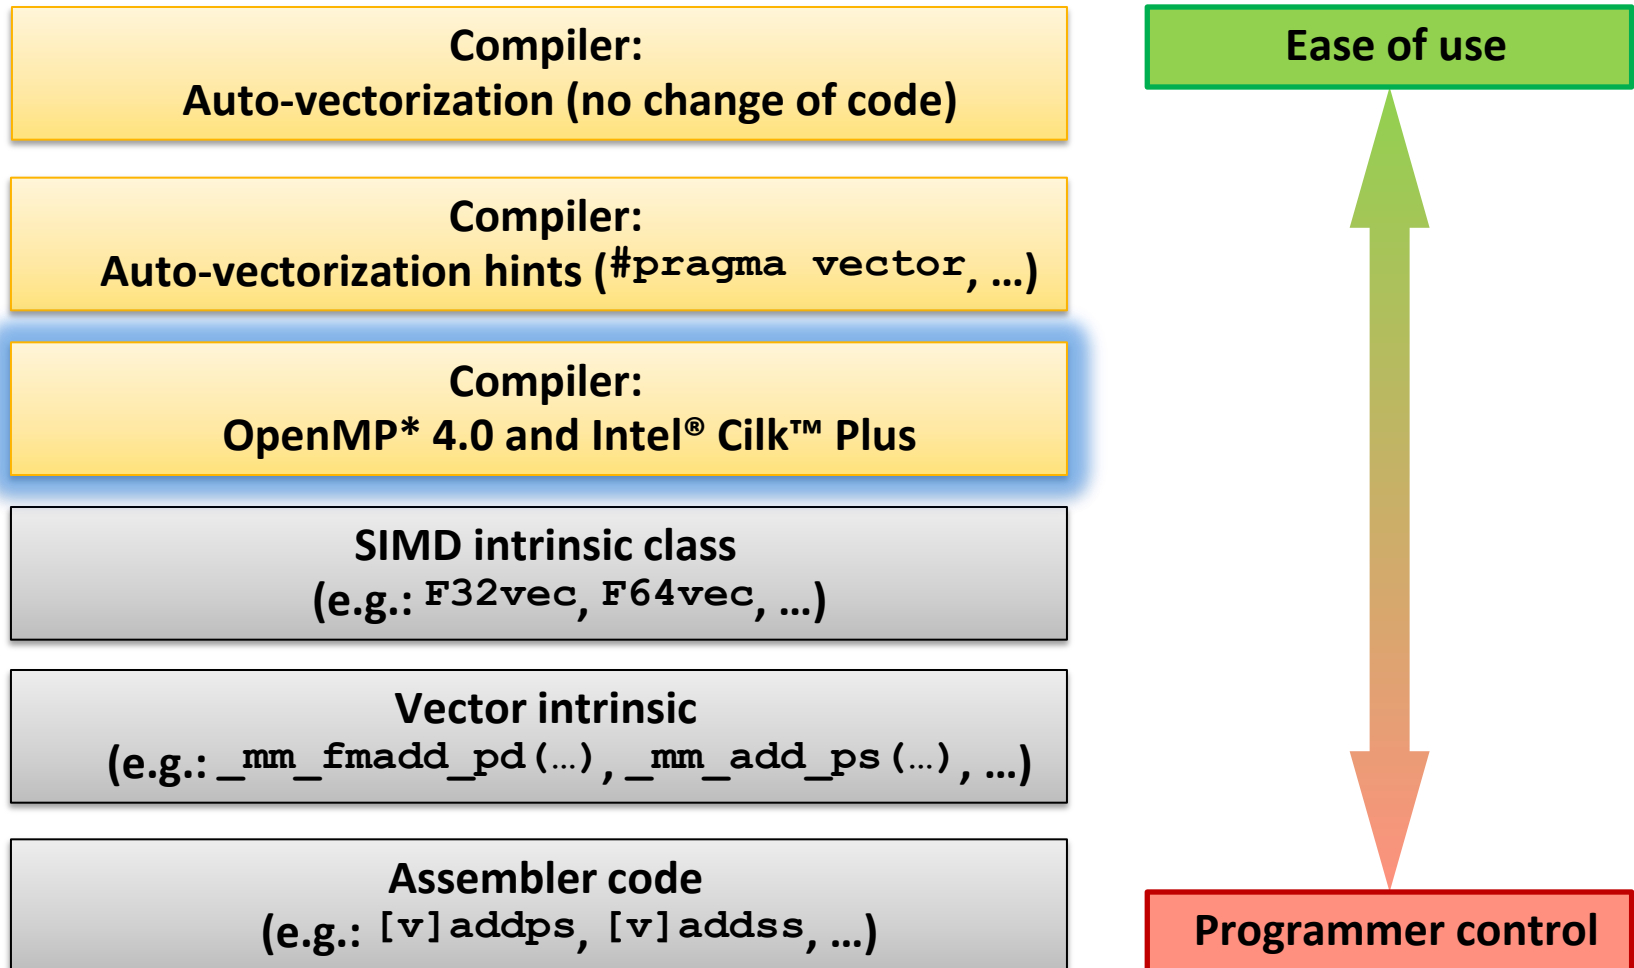 Compiler:
Auto-vectorization (no change of code)
Ease of use
Compiler:
Auto-vectorization hints (#pragma vector, …)
Compiler:
OpenMP* 4.0 and Intel® Cilk™ Plus
SIMD intrinsic class
(e.g.: F32vec, F64vec, …)
Vector intrinsic
(e.g.: _mm_fmadd_pd(…), _mm_add_ps(…), …)
Assembler code
(e.g.: [v]addps, [v]addss, …)
Programmer control